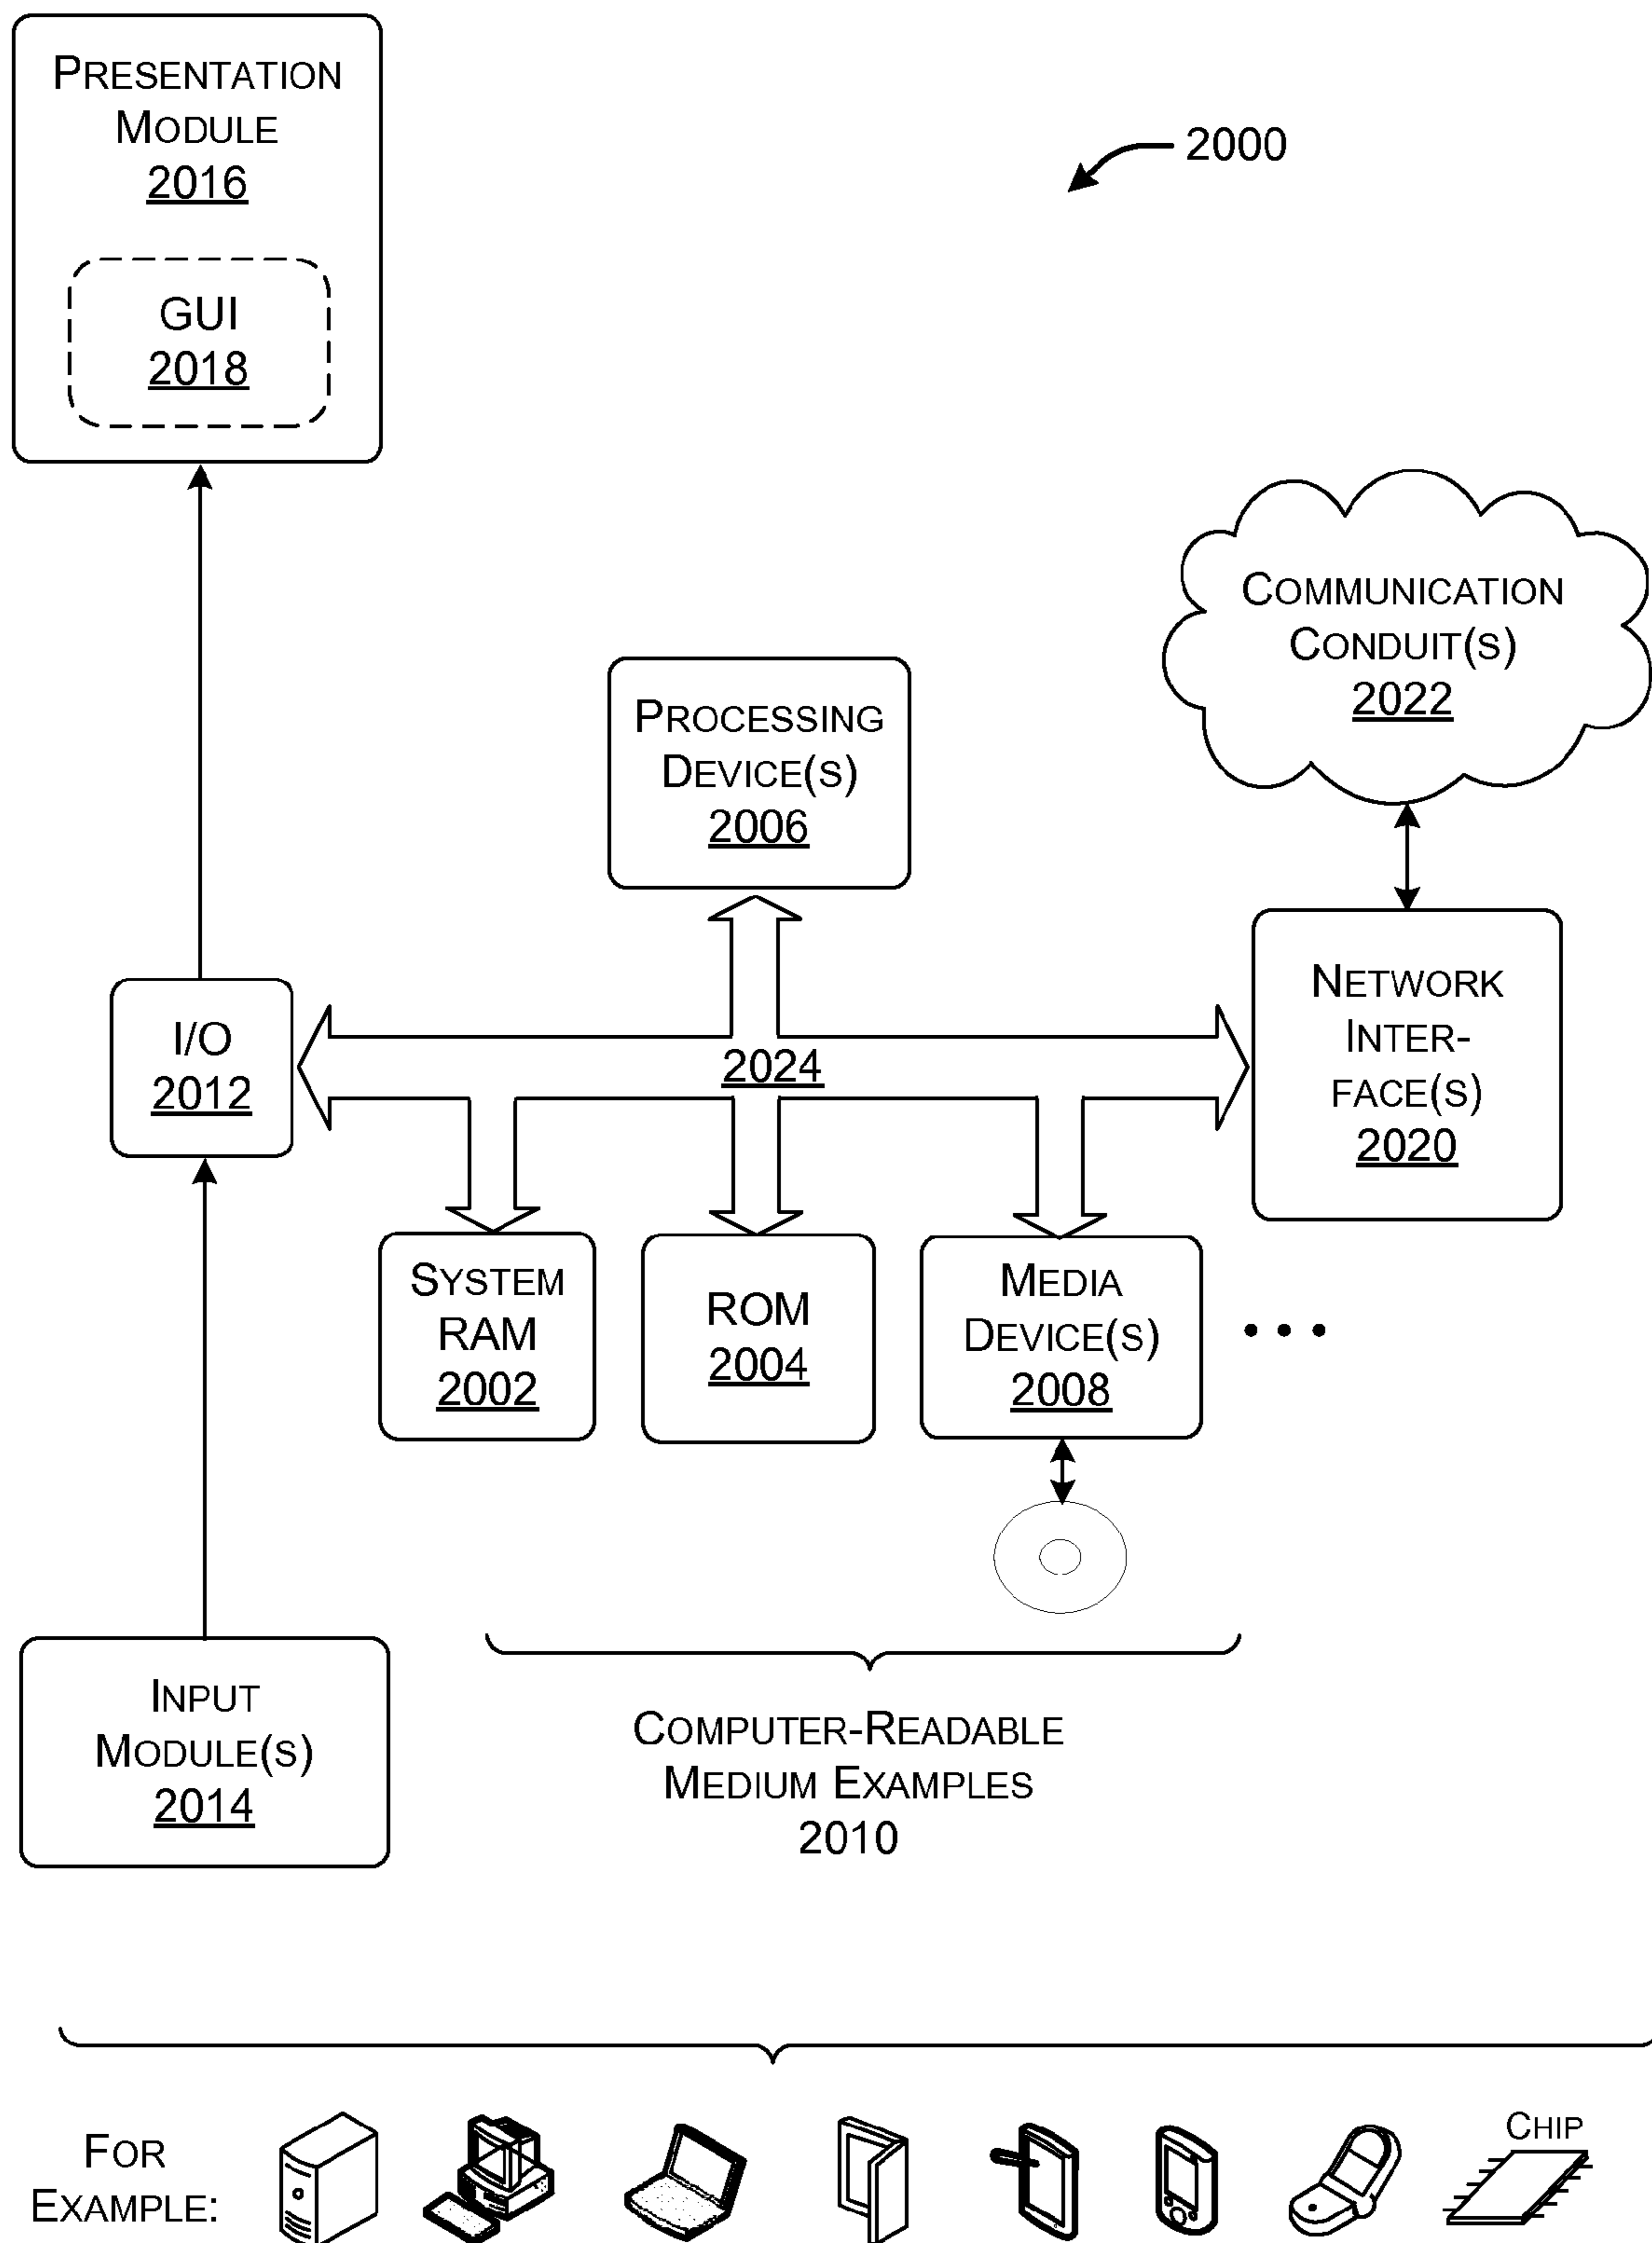 PRESENTATION
MODULE
2016
GUI
2018
2000
COMMUNICATION
CONDUIT(S)
2022
PROCESSING
DEVICE(S)
2006
NETWORK
INTER-
FACE(S)
2020
I/O
2012
2024
SYSTEM
RAM
2002
ROM
2004
MEDIA
DEVICE(S)
2008
• • •
INPUT
MODULE(S)
2014
COMPUTER-READABLE
MEDIUM EXAMPLES
2010
FOR
EXAMPLE:
CHIP